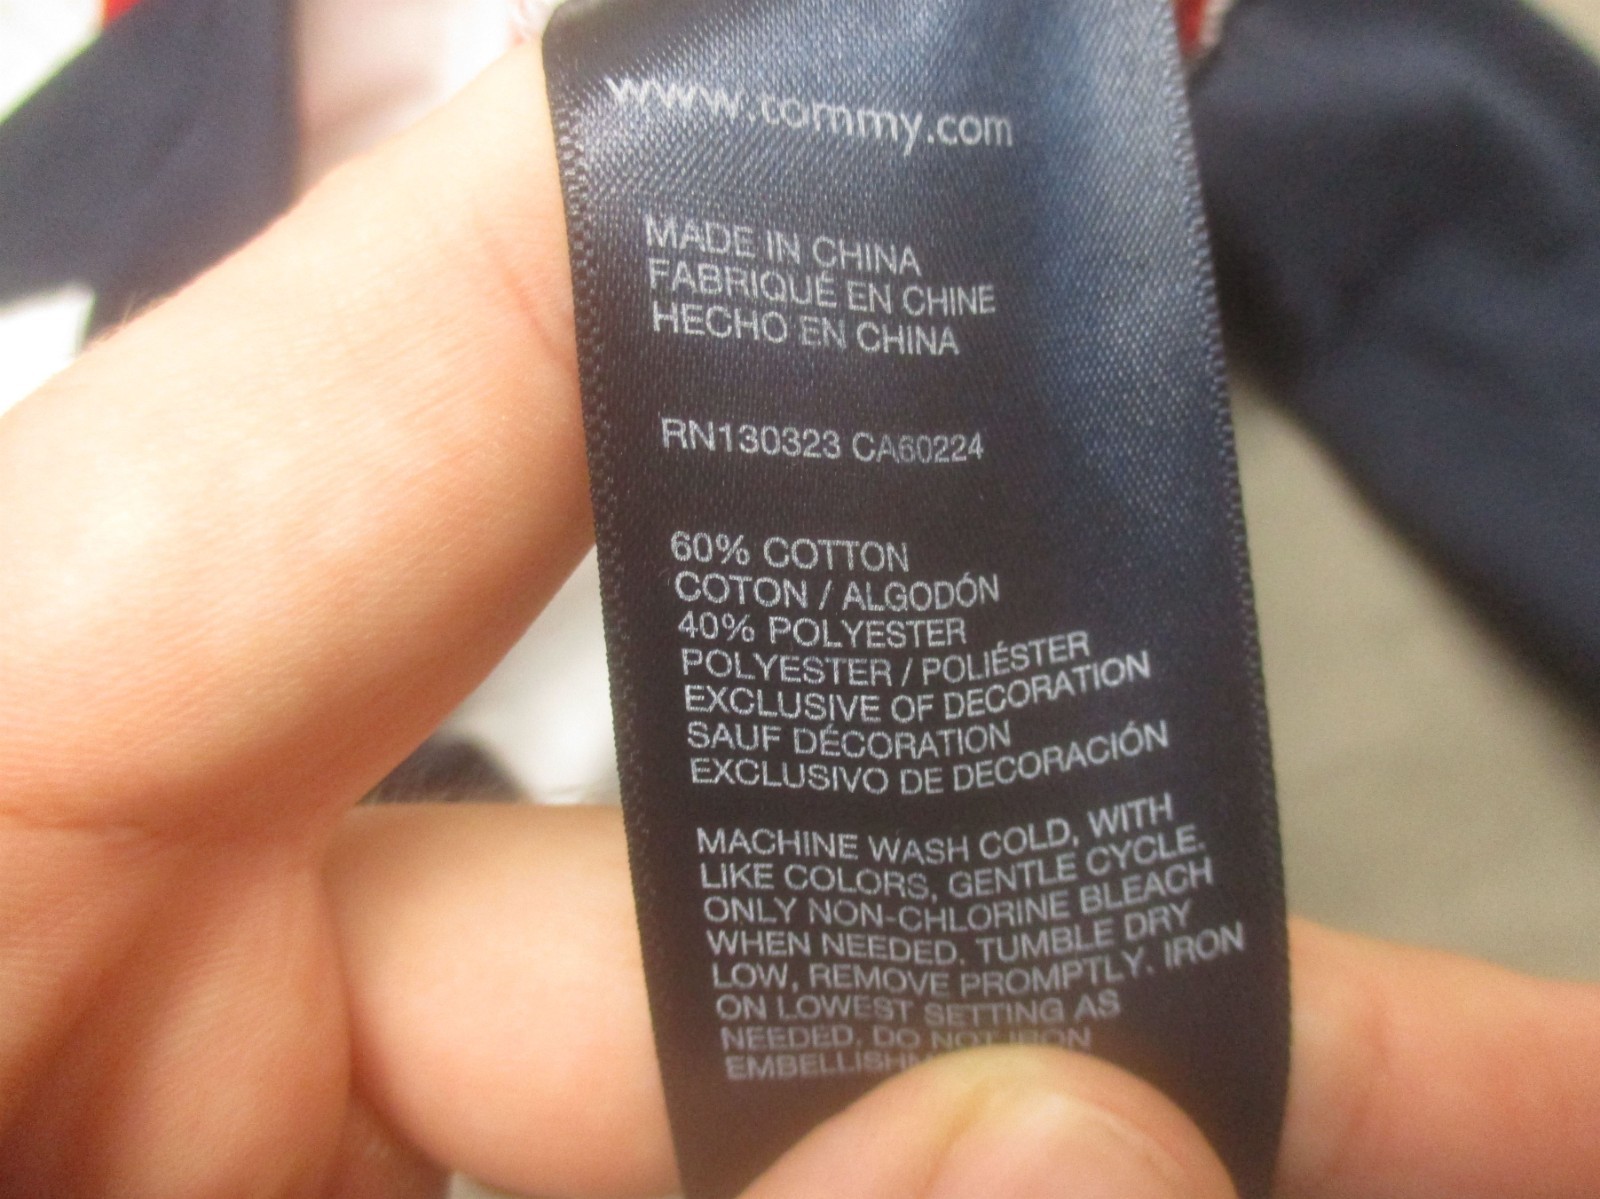 www.tommy.com
MADE IN CHINA
FABRIQUÉ EN CHINE
HECHO EN CHINA
RN130323 CA60224
60% COTTON
COTON / ALGODÓN
40% POLYESTER
POLYESTER / POLIÉSTER
EXCLUSIVE OF DECORATION
SAUF DÉCORATION
EXCLUSIVO DE DECORACIÓN
MACHINE WASH COLD, WITH
LIKE COLORS, GENTLE CYCLE.
ONLY NON-CHLORINE BLEACH
WHEN NEEDED. TUMBLE DRY
LOW, REMOVE PROMPTLY. IRON
ON LOWEST SETTING AS
NEEDED. DO NOT IRON